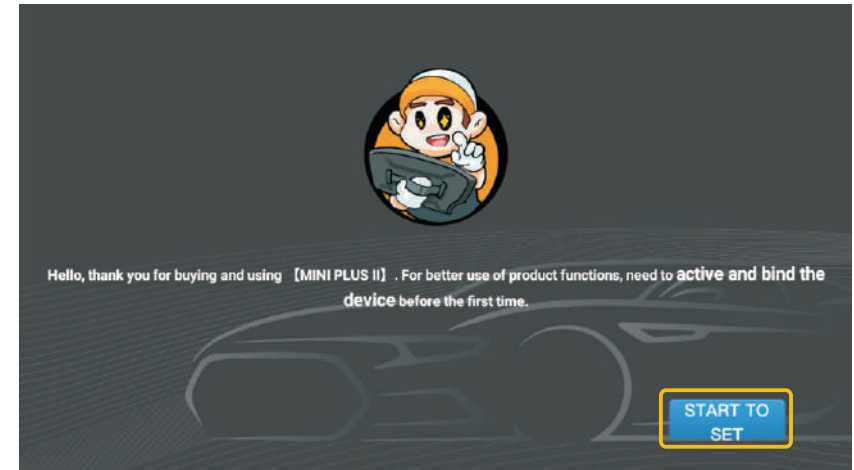 Hello, thank you for buying and using 【MINI PLUS II】 . For better use of product functions, need to active and bind the
device before the first time.
START TO
SET